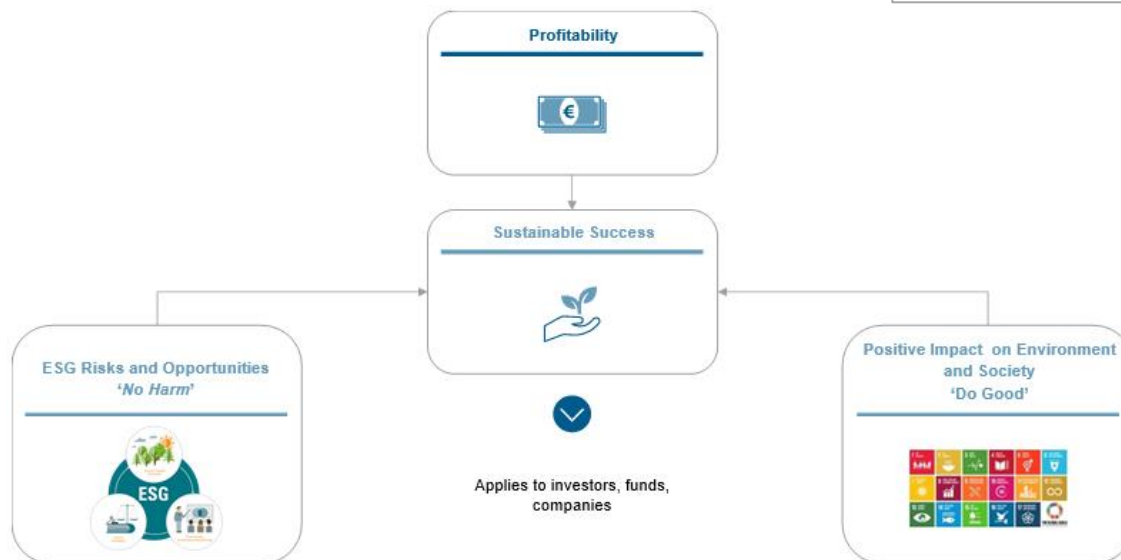 Profitability
€
Sustainable Success
ESG Risks and Opportunities
‘No Harm’
ESG
Positive Impact on Environment
and Society
‘Do Good’
Applies to investors, funds,
companies